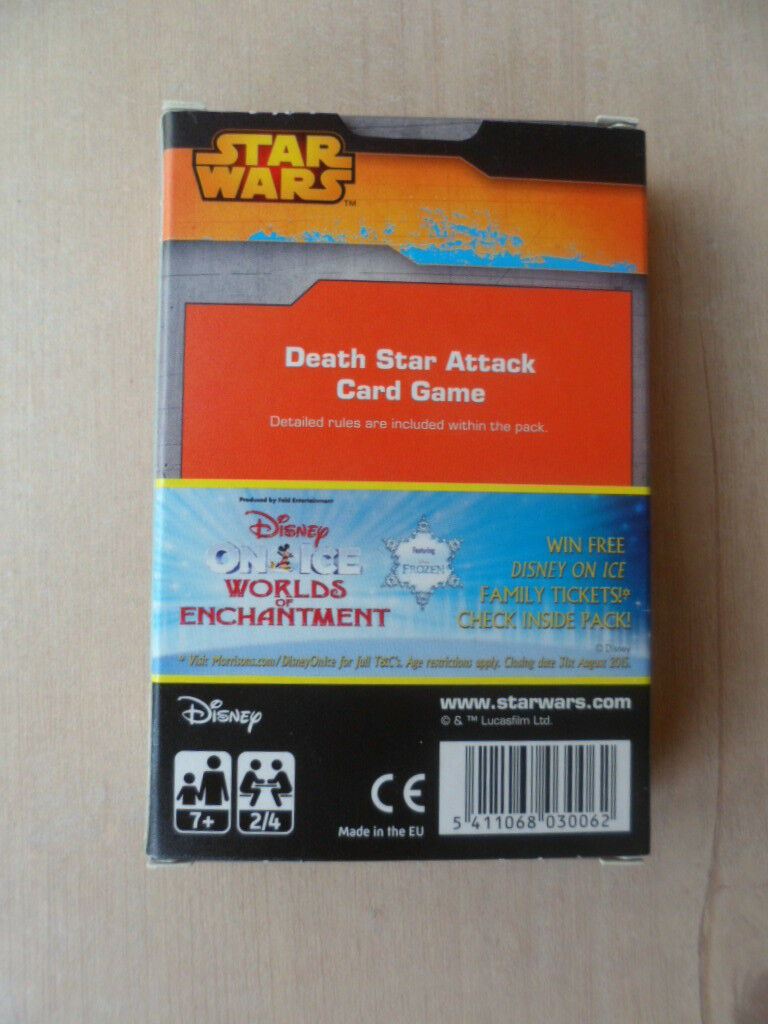 STAR
WARS™
Death Star Attack
Card Game
Detailed rules are included within the pack.
Produced by Feld Entertainment
Disney
ON ICE
WORLDS
OF
ENCHANTMENT
Featuring
FROZEN
WIN FREE
DISNEY ON ICE
FAMILY TICKETS!*
CHECK INSIDE PACK!
© Disney
* Visit Morrisons.com/DisneyOnIce for full T&C's. Age restrictions apply. Closing date 31st August 2015.
Disney
www.starwars.com
© & ™ Lucasfilm Ltd.
7+
2/4
CE
Made in the EU
5 411068 030062